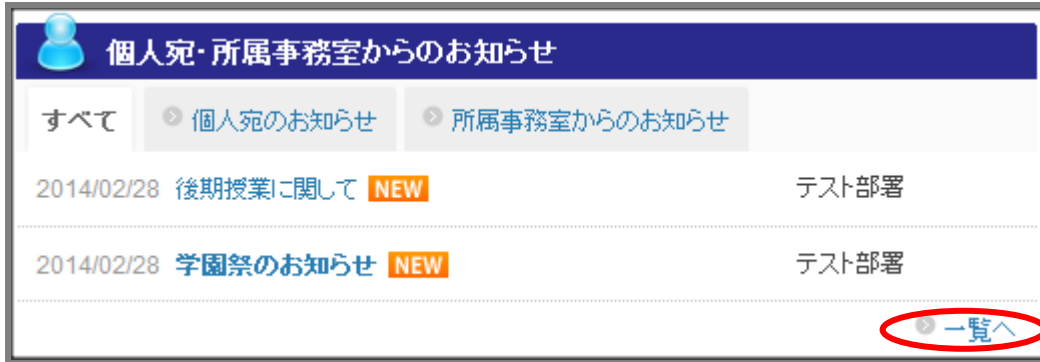 個人宛・所属事務室からのお知らせ
すべて 個人宛のお知らせ 所属事務室からのお知らせ
2014/02/28 後期授業に関して NEW テスト部署
2014/02/28 学園祭のお知らせ NEW テスト部署
一覧へ